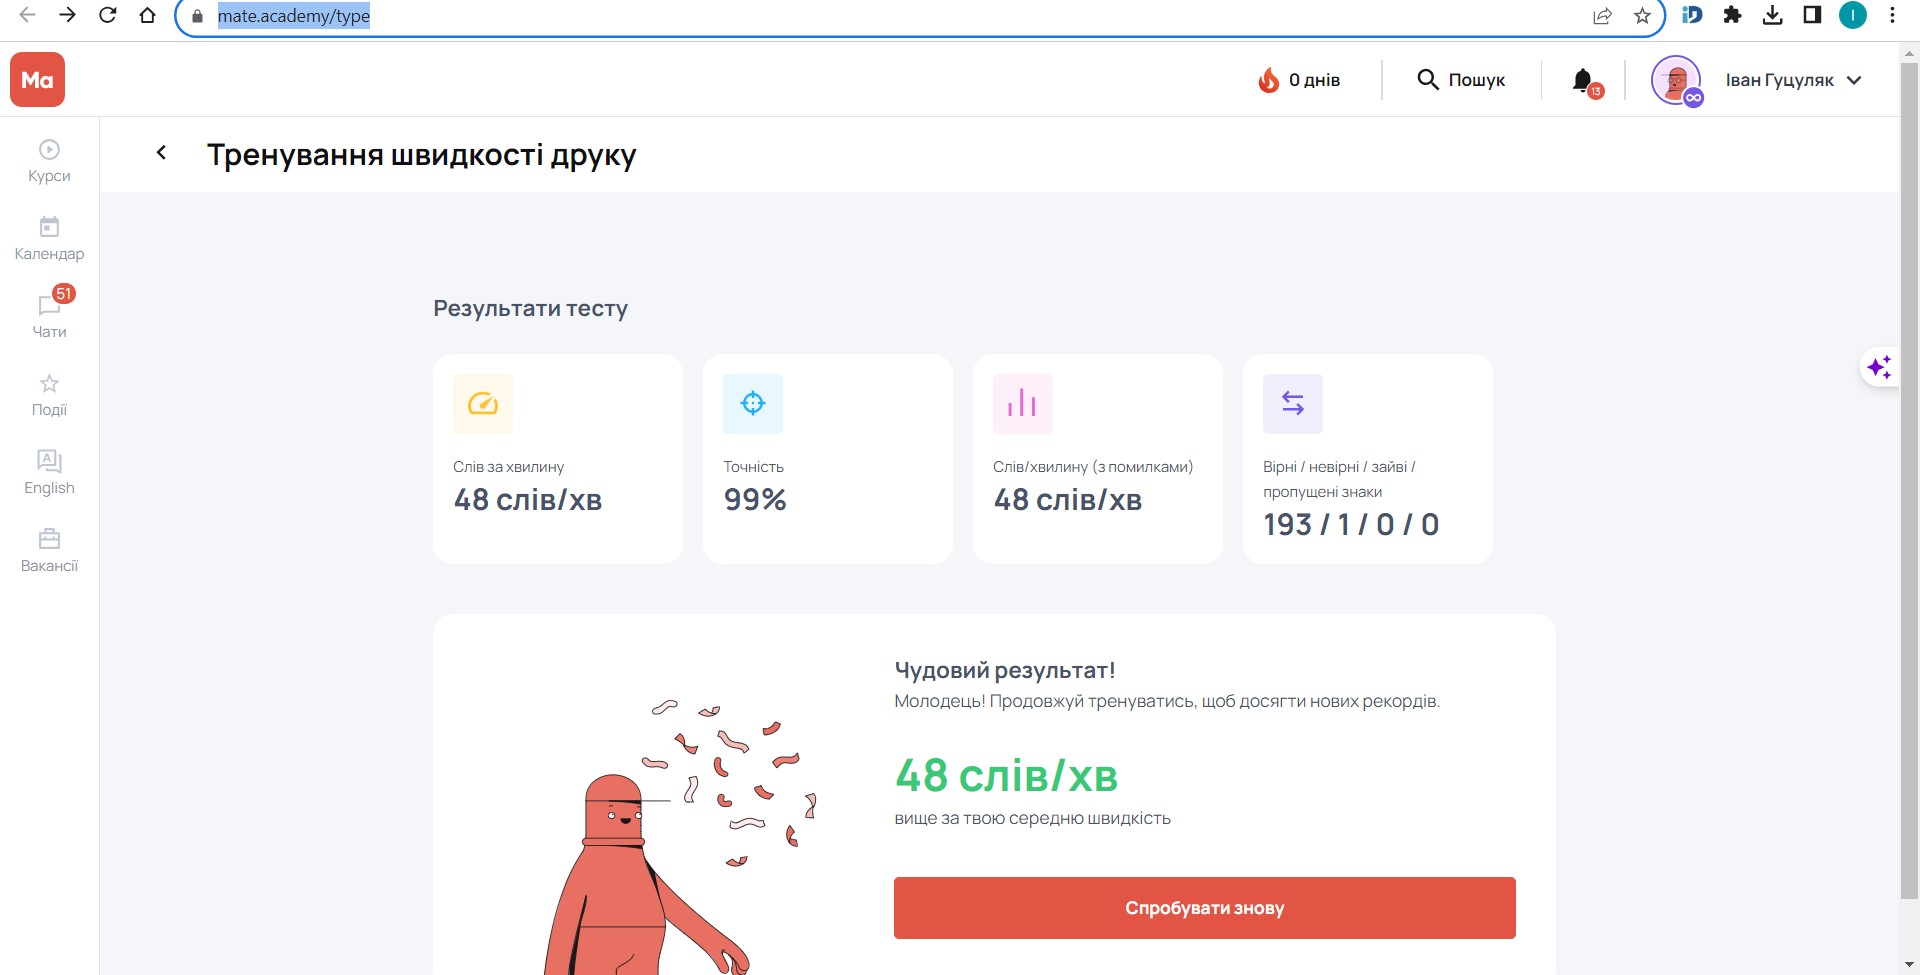 mate.academy/type
iD
I
Ma
0 днів
Пошук
13
Іван Гуцуляк
Тренування швидкості друку
Курси
Календар
51
Чати
Події
A
English
Вакансії
Результати тесту
Слів за хвилину
48 слів/хв
Точність
99%
Слів/хвилину (з помилками)
48 слів/хв
Вірні / невірні / зайві /
пропущені знаки
193 / 1 / 0 / 0
Чудовий результат!
Молодець! Продовжуй тренуватись, щоб досягти нових рекордів.
48 слів/хв
вище за твою середню швидкість
Спробувати знову